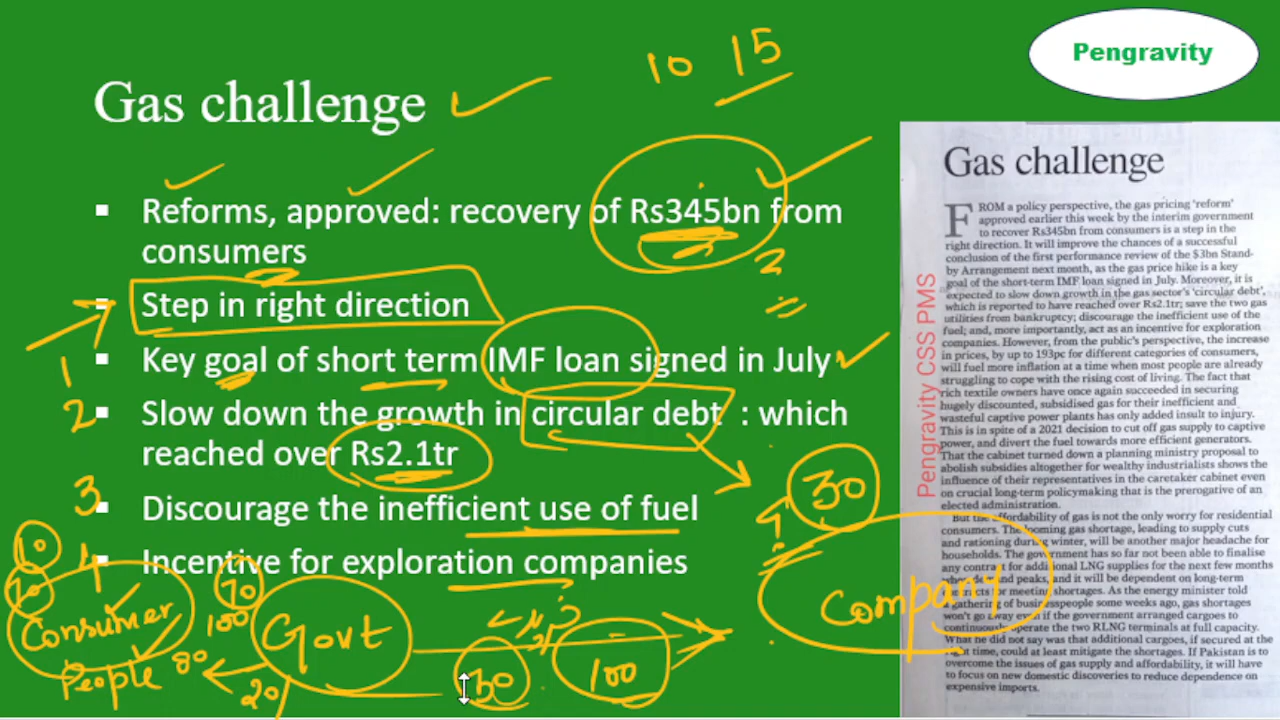 Pengravity
10 15
Gas challenge
Reforms, approved: recovery of Rs345bn from
consumers
2
Step in right direction
1
Key goal of short term IMF loan signed in July
2
Slow down the growth in circular debt : which
reached over Rs2.1tr
3
30
Discourage the inefficient use of fuel
10
4
Incentive for exploration companies
10
Consumer
People
80
20
100
10
Govt
100
Company
Pengravity CSS PMS
Gas challenge
FROM a policy perspective, the gas pricing ‘reform’
approved earlier this week by the interim government
to recover Rs345bn from consumers is a step in the
right direction. It will improve the chances of a successful
conclusion of the first performance review of the $3bn Stand-
by Arrangement next month, as the gas price hike is a key
goal of the short-term IMF loan signed in July. Moreover, it is
expected to slow down growth in the gas sector’s ‘circular debt’,
which is reported to have reached over Rs2.1tr; save the two gas
utilities from bankruptcy; discourage the inefficient use of the
fuel; and, more importantly, act as an incentive for exploration
companies. However, from the public’s perspective, the increase
in prices, by up to 193pc for different categories of consumers,
will fuel more inflation at a time when most people are already
struggling to cope with the rising cost of living. The fact that
rich textile owners have once again succeeded in securing
hugely discounted, subsidised gas for their inefficient and
wasteful captive power plants has only added insult to injury.
This is in spite of a 2021 decision to cut off gas supply to captive
power, and divert the fuel towards more efficient generators.
That the cabinet turned down a planning ministry proposal to
abolish subsidies altogether for wealthy industrialists shows the
influence of their representatives in the caretaker cabinet even
on crucial long-term policymaking that is the prerogative of an
elected administration.
But the affordability of gas is not the only worry for residential
consumers. The looming gas shortage, leading to supply cuts
and rationing during winter, will be another major headache for
households. The government has so far not been able to finalise
any contract for additional LNG supplies for the next few months
when demand peaks, and it will be dependent on long-term
contracts for meeting shortages. As the energy minister told
a gathering of businesspeople some weeks ago, gas shortages
won’t go away even if the government arranged cargoes to
continuously operate the two RLNG terminals at full capacity.
What he did not say was that additional cargoes, if secured at the
right time, could at least mitigate the shortages. If Pakistan is to
overcome the issues of gas supply and affordability, it will have
to focus on new domestic discoveries to reduce dependence on
expensive imports.